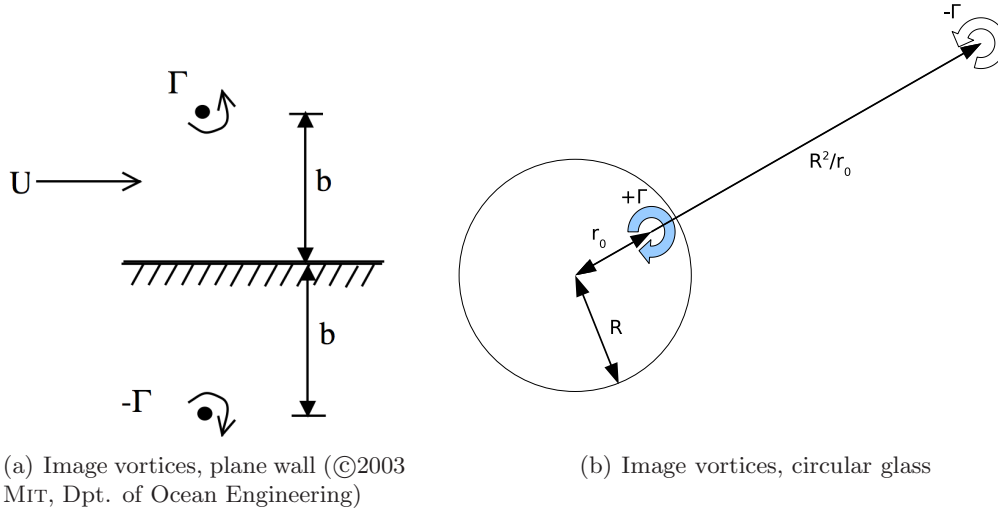 Γ
U
b
b
-Γ
-Γ
R²/r₀
+Γ
r₀
R
(a) Image vortices, plane wall (©2003
MIT, Dpt. of Ocean Engineering)
(b) Image vortices, circular glass